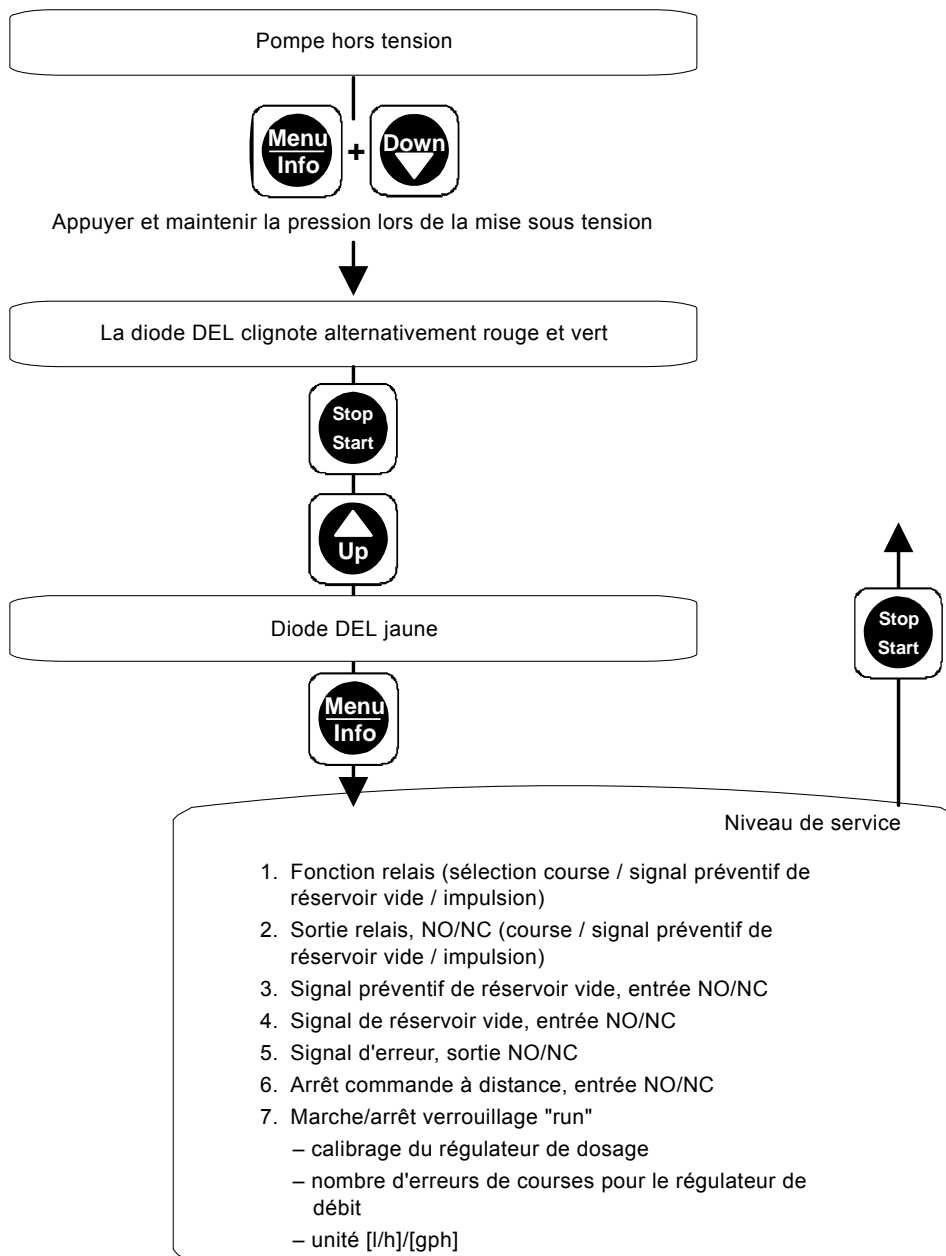 Pompe hors tension
Menu
Info
+
Down
Appuyer et maintenir la pression lors de la mise sous tension
La diode DEL clignote alternativement rouge et vert
Stop
Start
Up
Diode DEL jaune
Stop
Start
Menu
Info
Niveau de service
1. Fonction relais (sélection course / signal préventif de
réservoir vide / impulsion)
2. Sortie relais, NO/NC (course / signal préventif de
réservoir vide / impulsion)
3. Signal préventif de réservoir vide, entrée NO/NC
4. Signal de réservoir vide, entrée NO/NC
5. Signal d'erreur, sortie NO/NC
6. Arrêt commande à distance, entrée NO/NC
7. Marche/arrêt verrouillage "run"
– calibrage du régulateur de dosage
– nombre d'erreurs de courses pour le régulateur de
débit
– unité [l/h]/[gph]